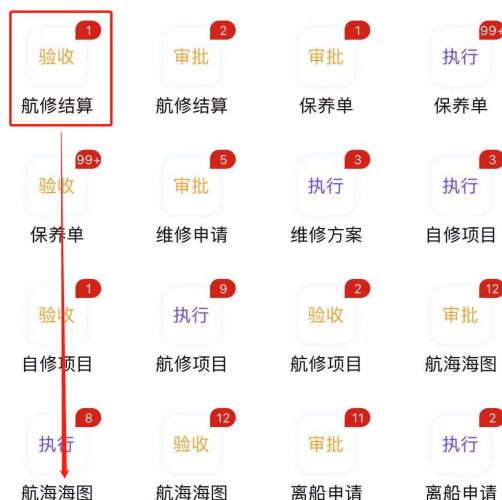 1 2 1 99+
验收 审批 审批 执行
航修结算 航修结算 保养单 保养单
99+ 5 3 3
验收 审批 执行 执行
保养单 维修申请 维修方案 自修项目
1 9 2 12
验收 执行 验收 审批
自修项目 航修项目 航修项目 航海海图
8 12 11 2
执行 验收 审批 执行
航海海图 航海海图 离船申请 离船申请